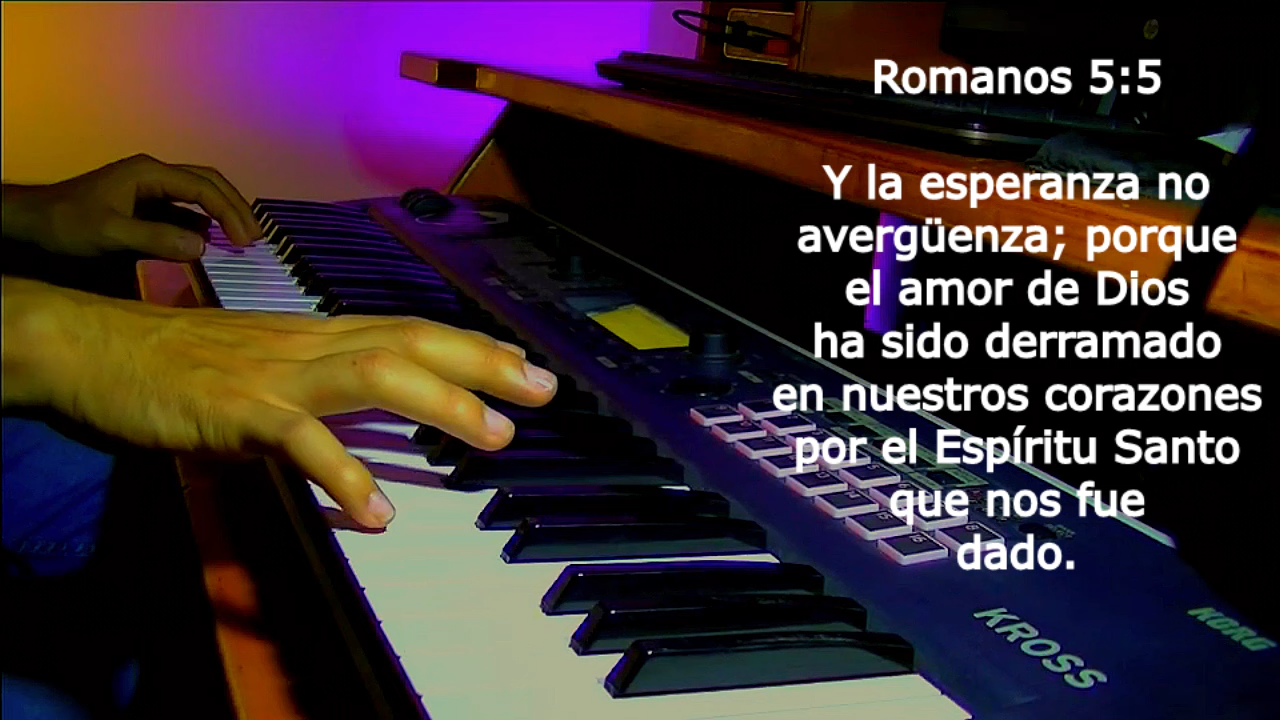 Romanos 5:5
Y la esperanza no
avergüenza; porque
el amor de Dios
ha sido derramado
en nuestros corazones
por el Espíritu Santo
que nos fue
dado.
KROSS
KORG